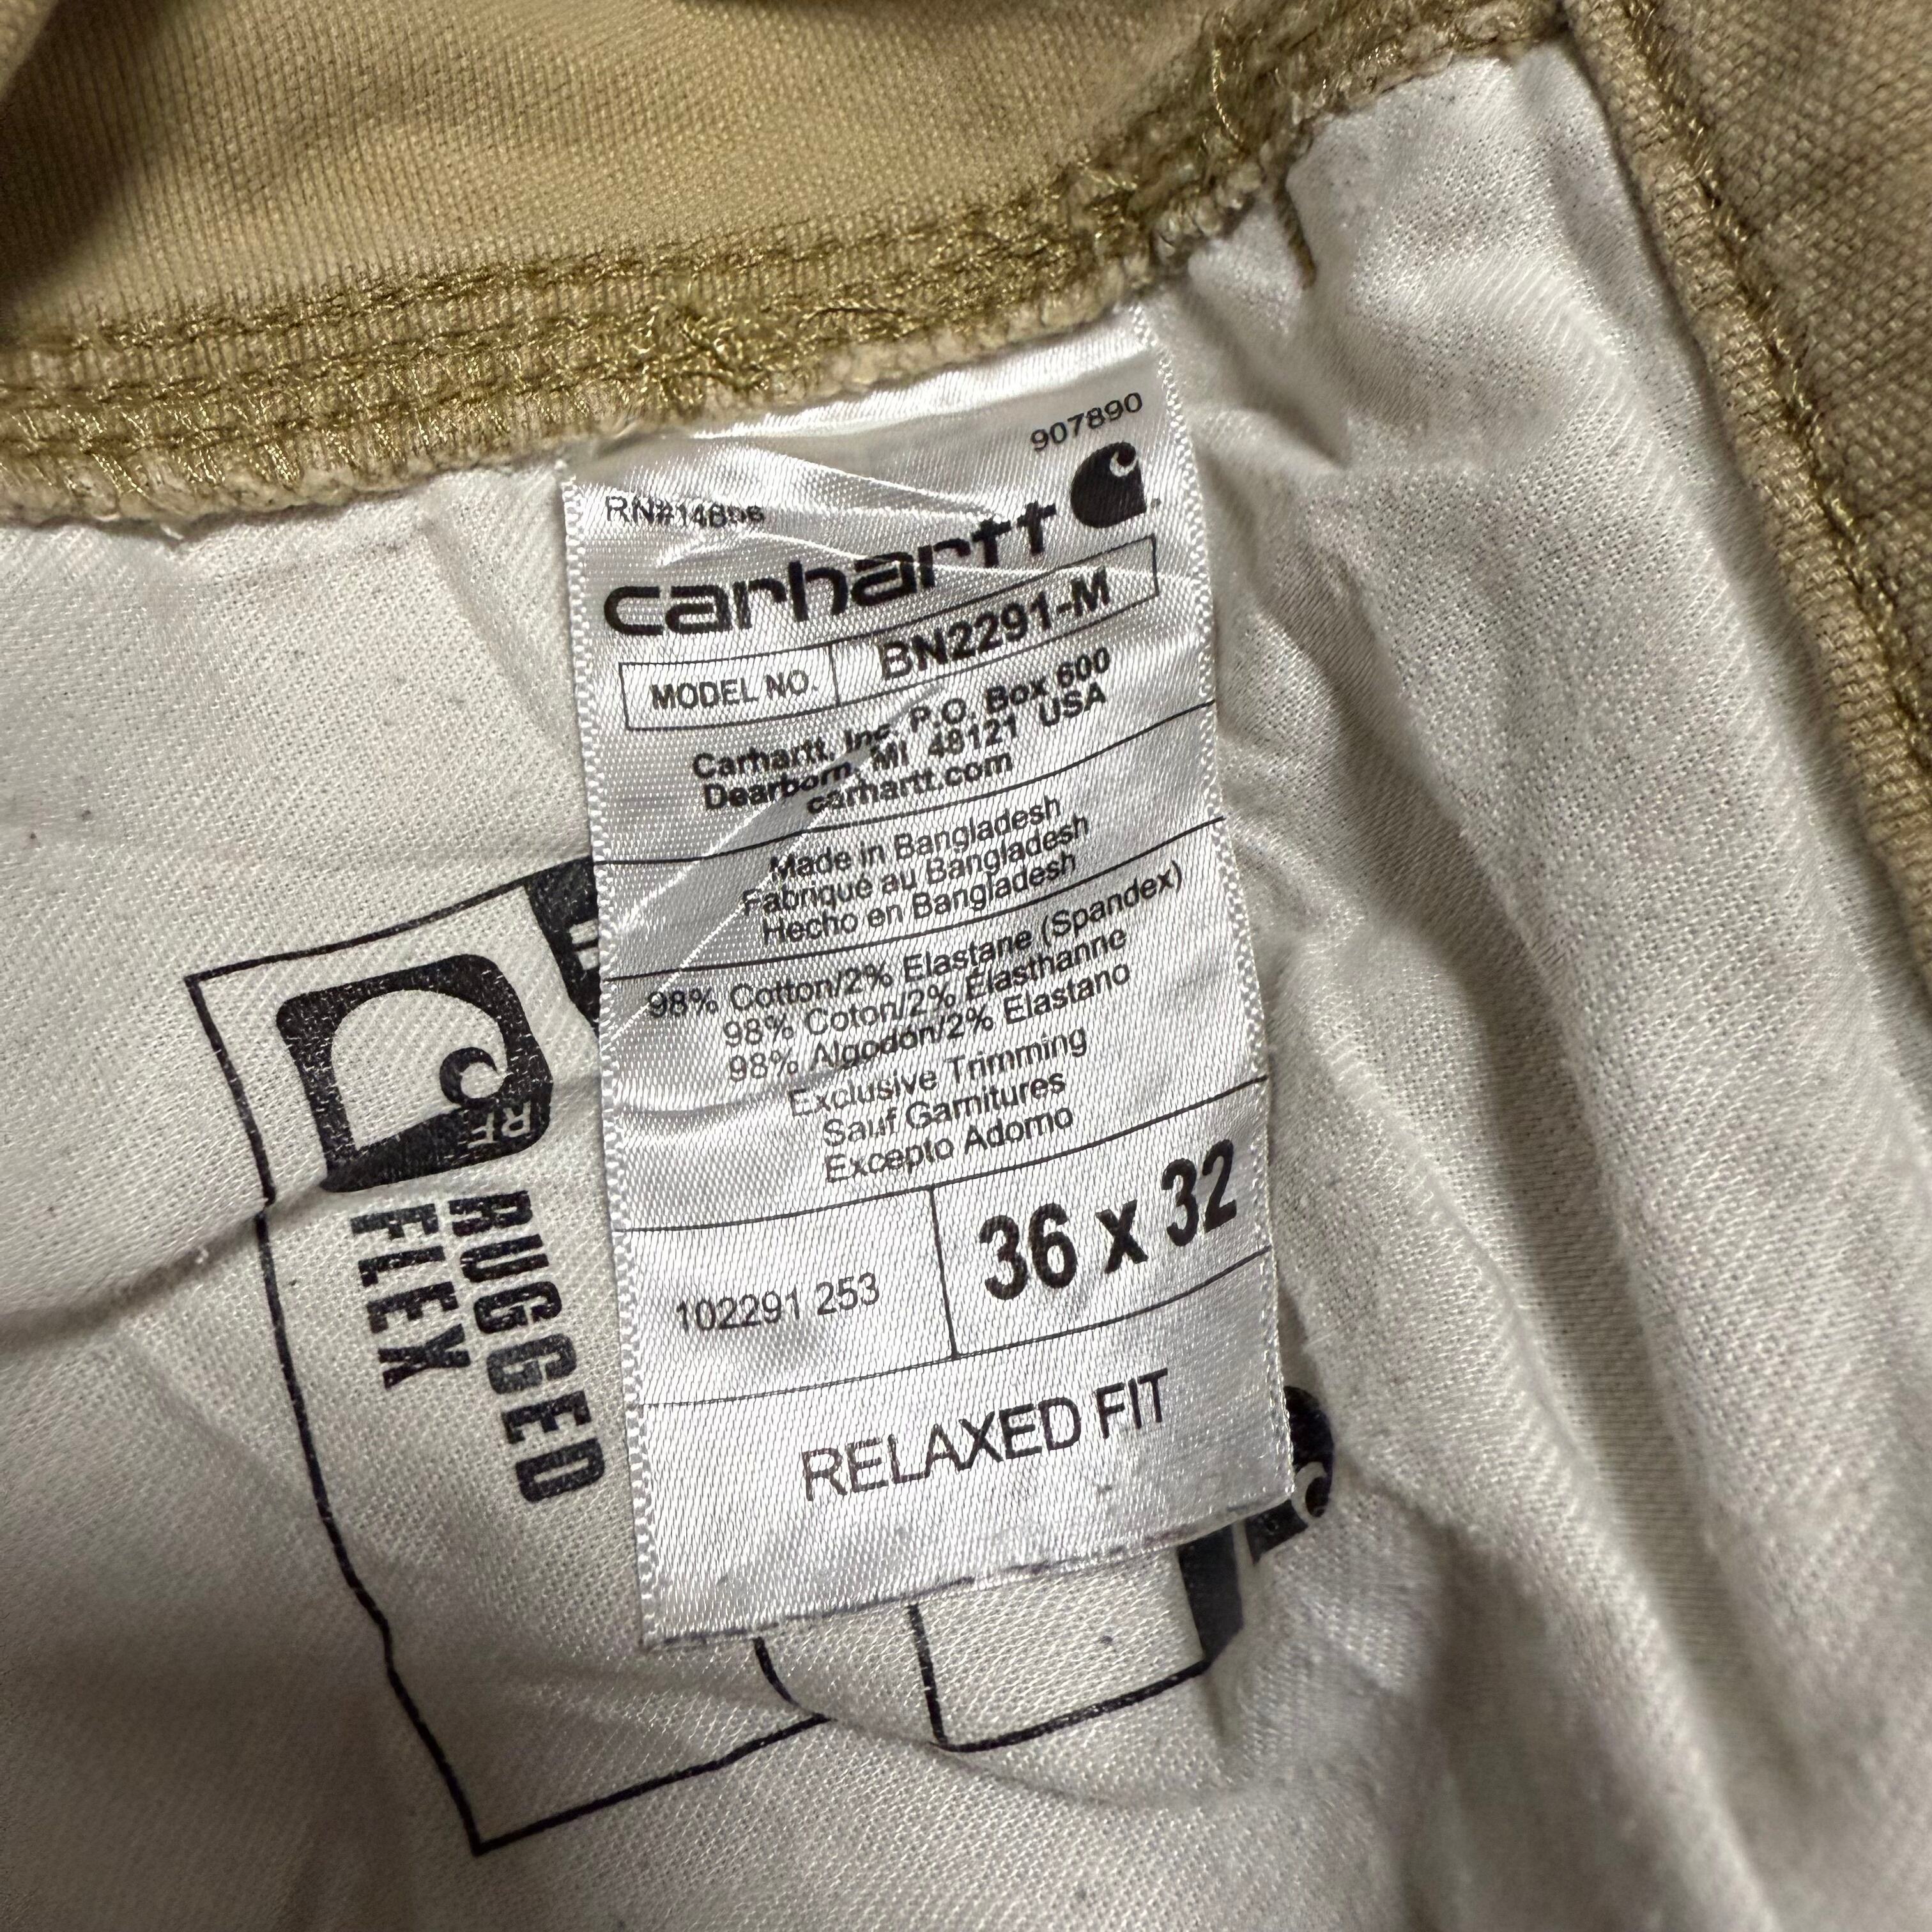 907890
RN#14806
carhartt
MODEL NO. BN2291-M
Carhartt, Inc. P.O. Box 600
Dearborn, MI 48121 USA
carhartt.com
Made in Bangladesh
Fabriqué au Bangladesh
Hecho en Bangladesh
98% Cotton/2% Elastane (Spandex)
98% Coton/2% Élasthanne
98% Algodón/2% Elastano
Exclusive Trimming
Sauf Garnitures
Excepto Adorno
102291 253 36 x 32
RELAXED FIT
RF
RUGGED
FLEX